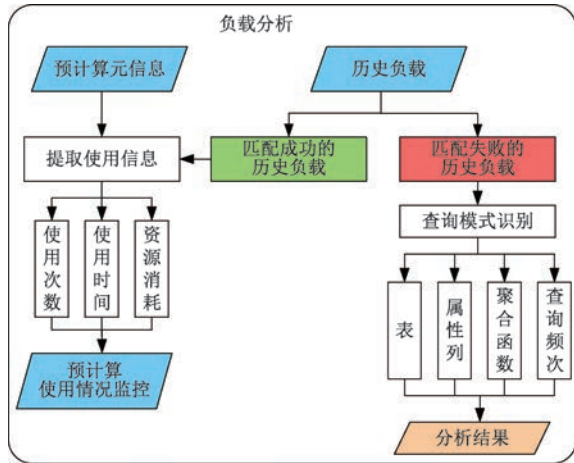 负载分析
预计算元信息
历史负载
提取使用信息
匹配成功的
历史负载
匹配失败的
历史负载
查询模式识别
使用次数
使用时间
资源消耗
表
属性列
聚合函数
查询频次
预计算
使用情况监控
分析结果